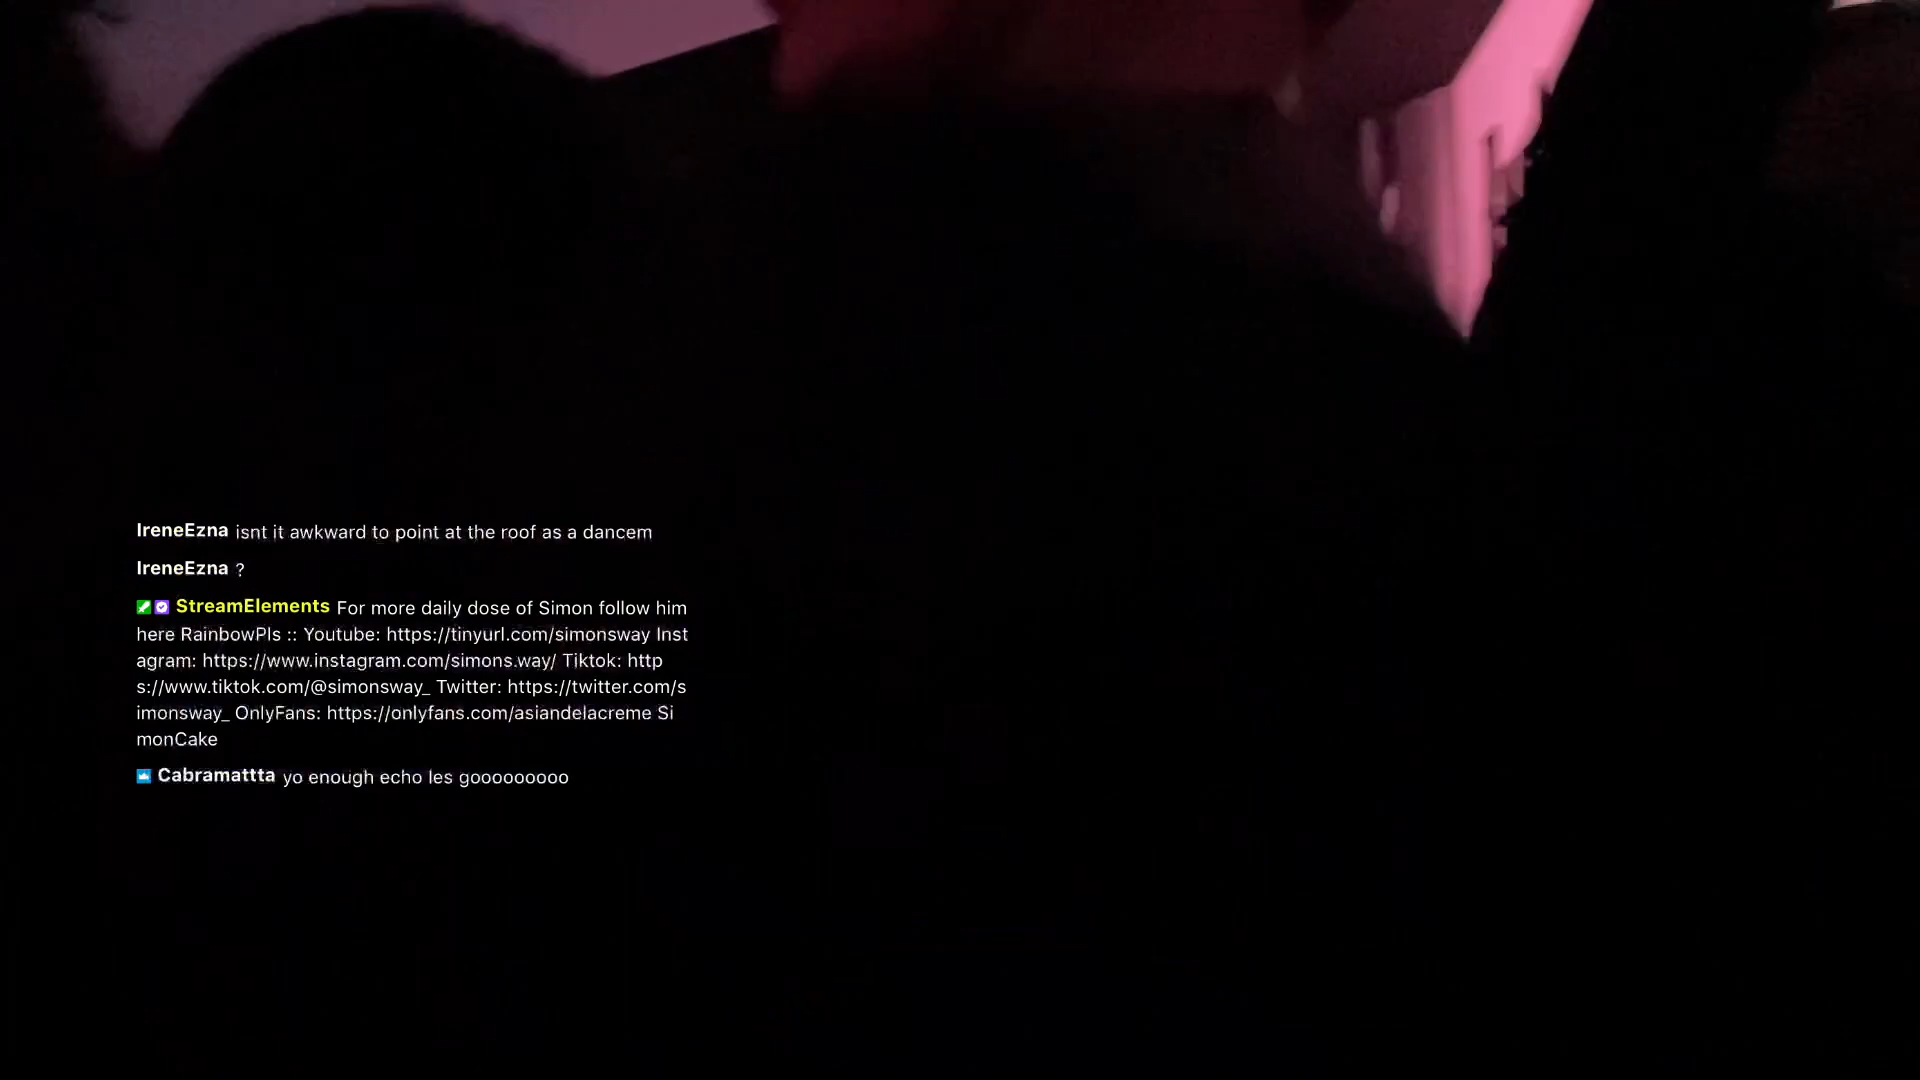 IreneEzna isnt it awkward to point at the roof as a dancem
IreneEzna ?
StreamElements For more daily dose of Simon follow him
here RainbowPls :: Youtube: https://tinyurl.com/simonsway Inst
agram: https://www.instagram.com/simons.way/ Tiktok: http
s://www.tiktok.com/@simonsway_ Twitter: https://twitter.com/s
imonsway_ OnlyFans: https://onlyfans.com/asiandelacreme Si
monCake
Cabramattta yo enough echo les gooooooooo